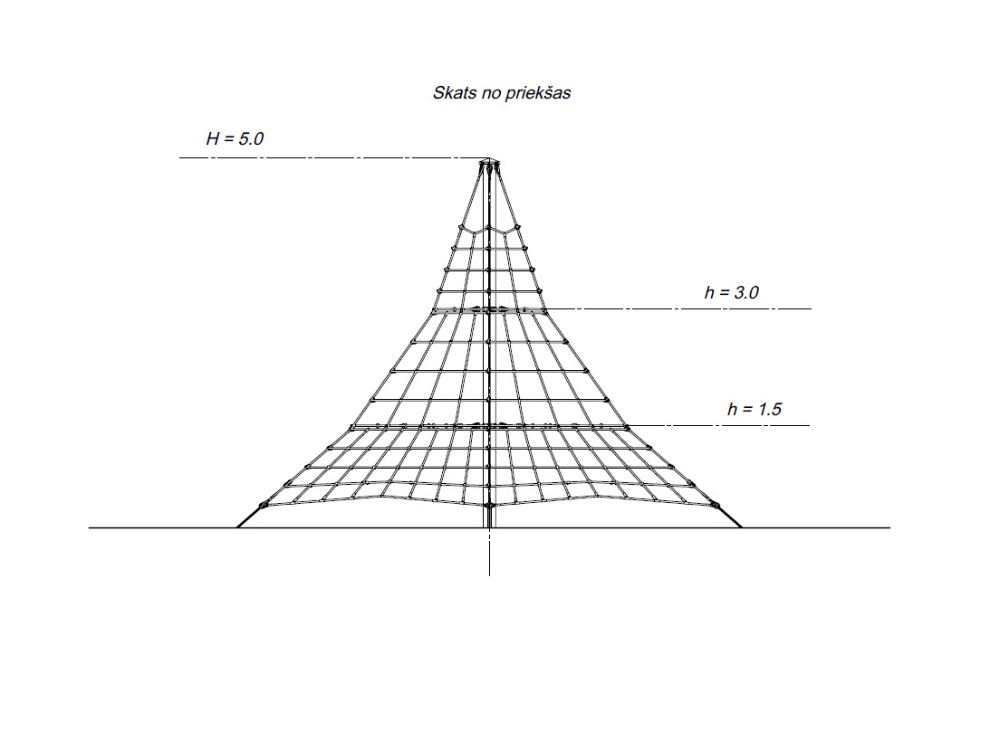 Skats no priekšas
H = 5.0
h = 3.0
h = 1.5